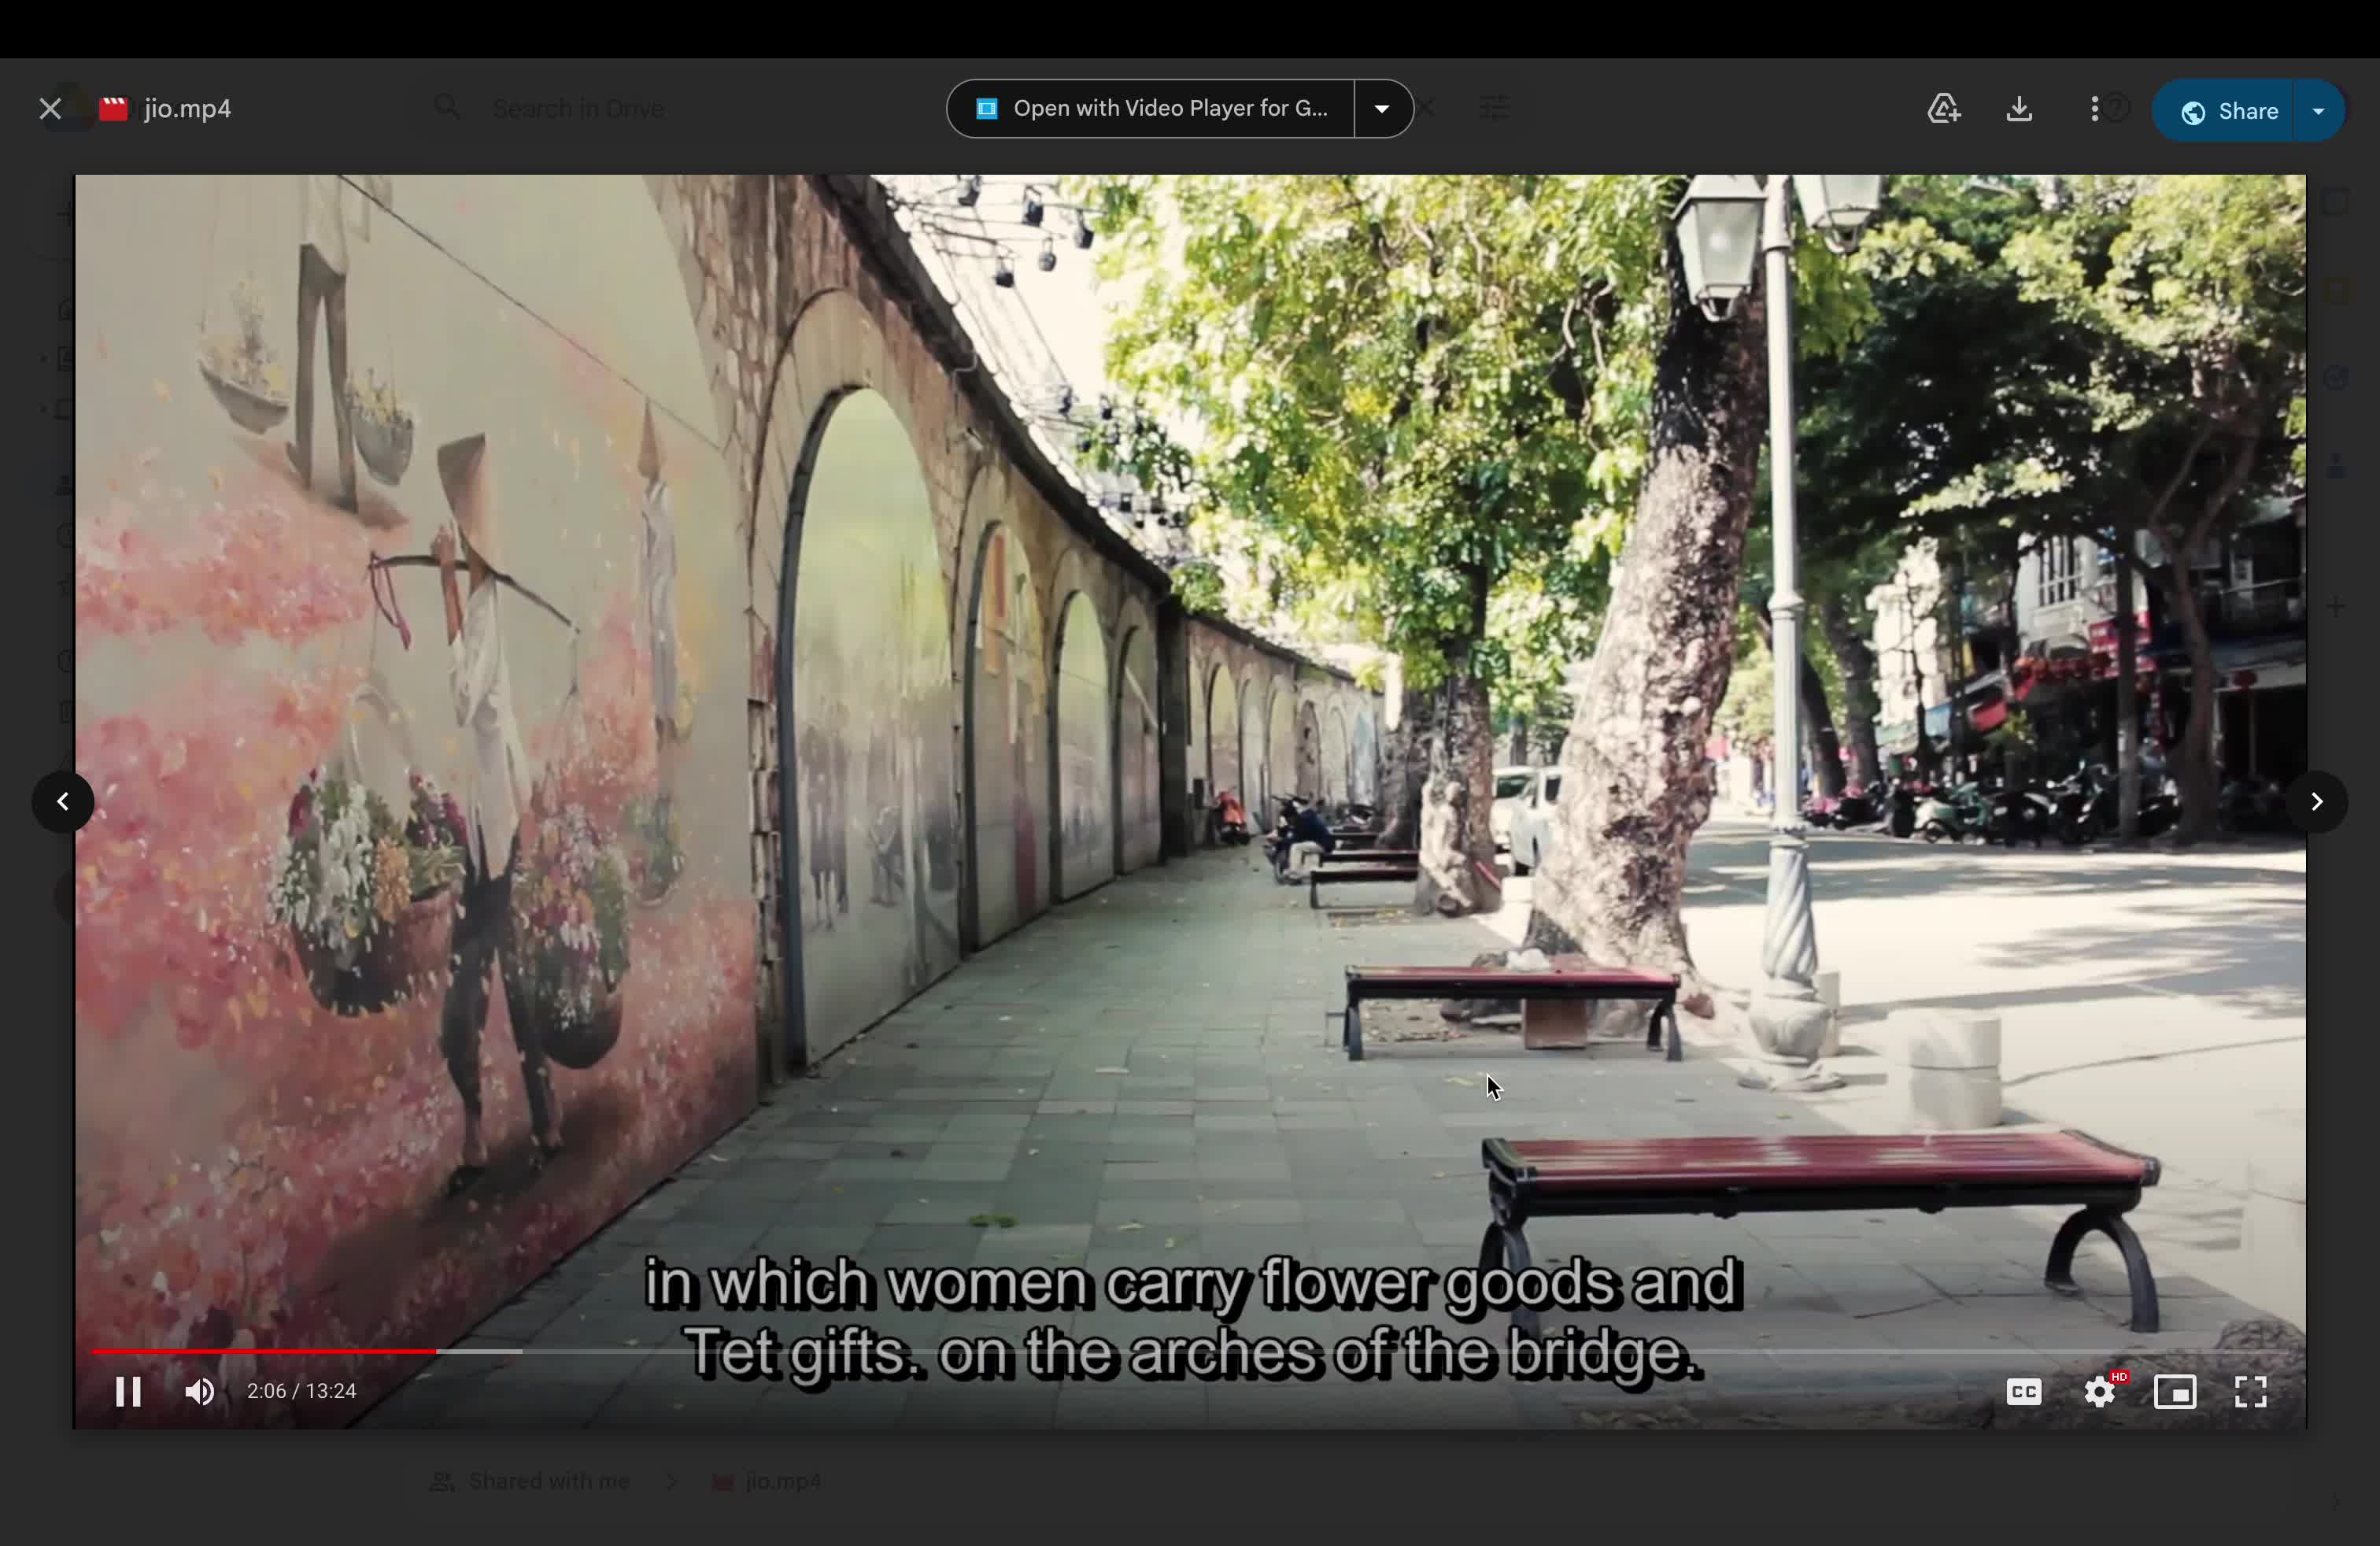 jio.mp4
Search in Drive
Open with Video Player for G...
Share
in which women carry flower goods and
Tet gifts. on the arches of the bridge.
2:06 / 13:24
CC
HD
Shared with me > jio.mp4